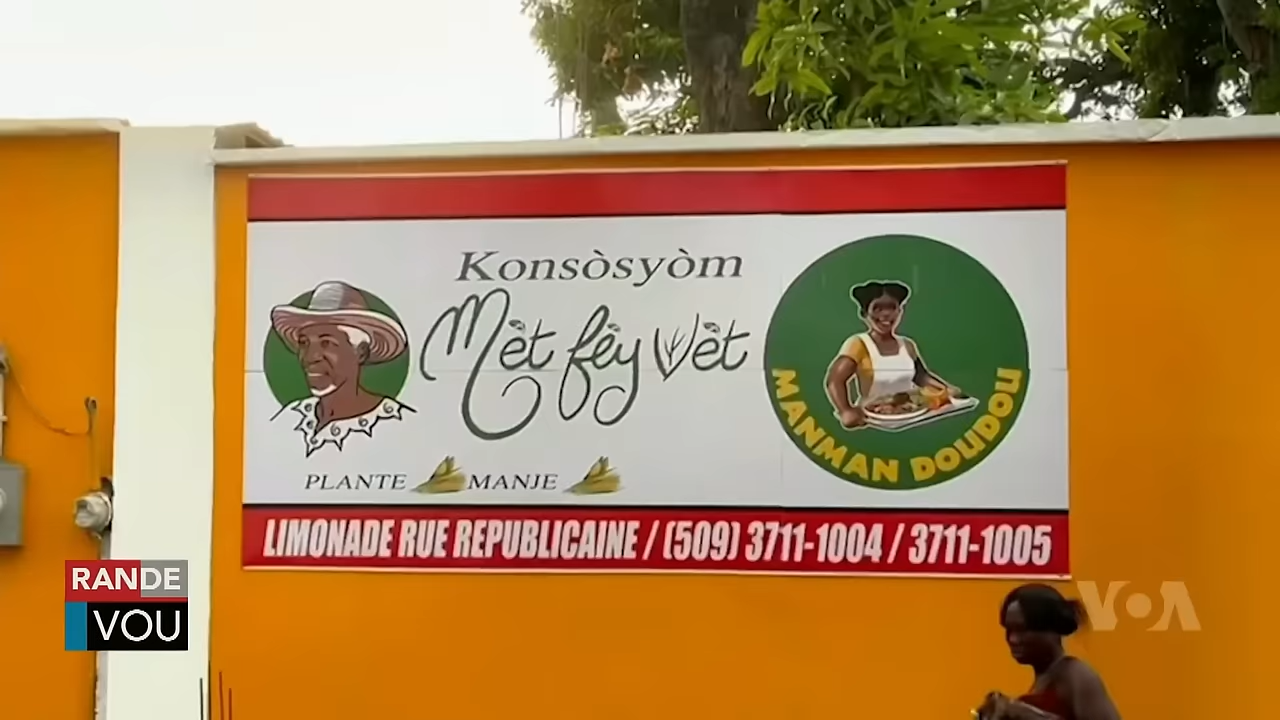 Konsòsyòm
Mèt fèy Vèt
MANMAN DOUDOU
PLANTE MANJE
LIMONADE RUE REPUBLICAINE / (509) 3711-1004 / 3711-1005
RANDE
VOU
VOA